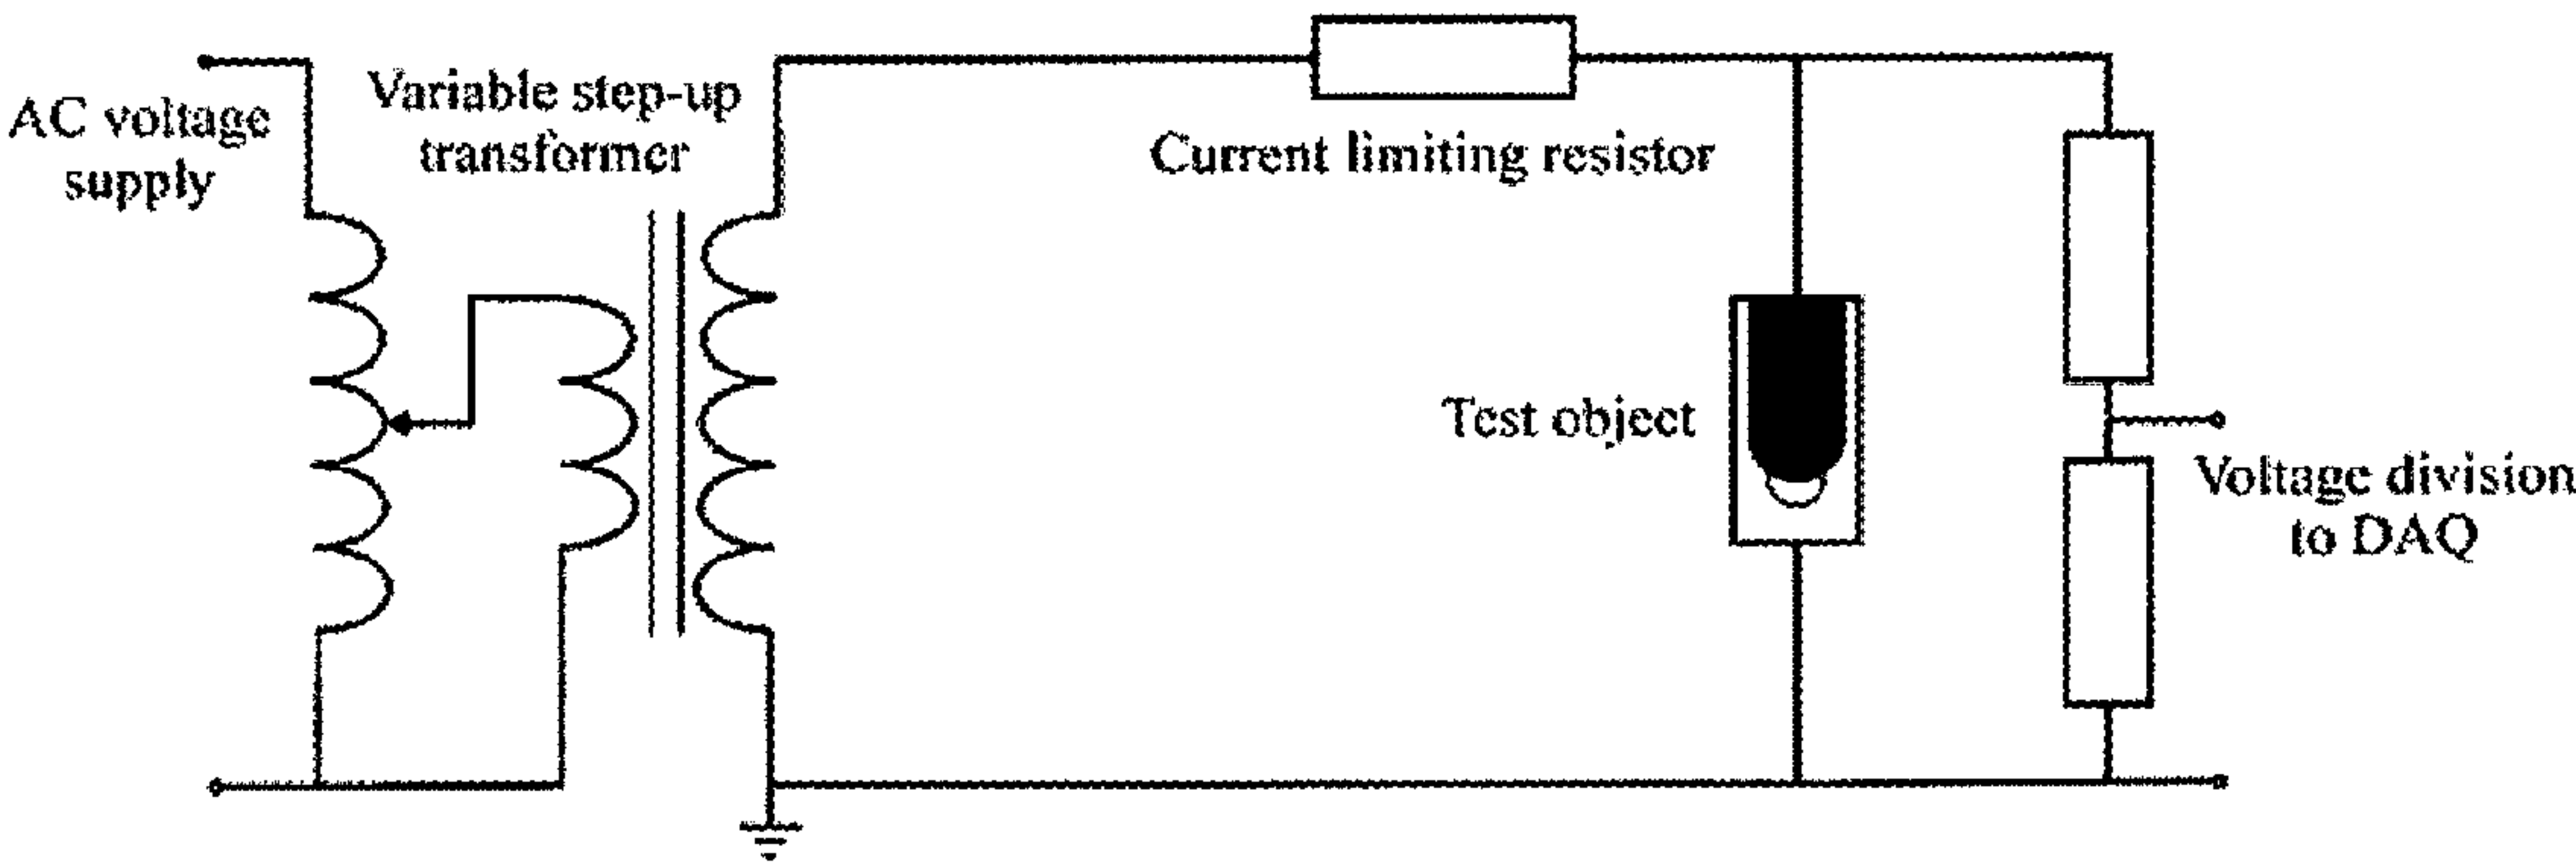 AC voltage
supply
Variable step-up
transformer
Current limiting resistor
Test object
Voltage division
to DAQ